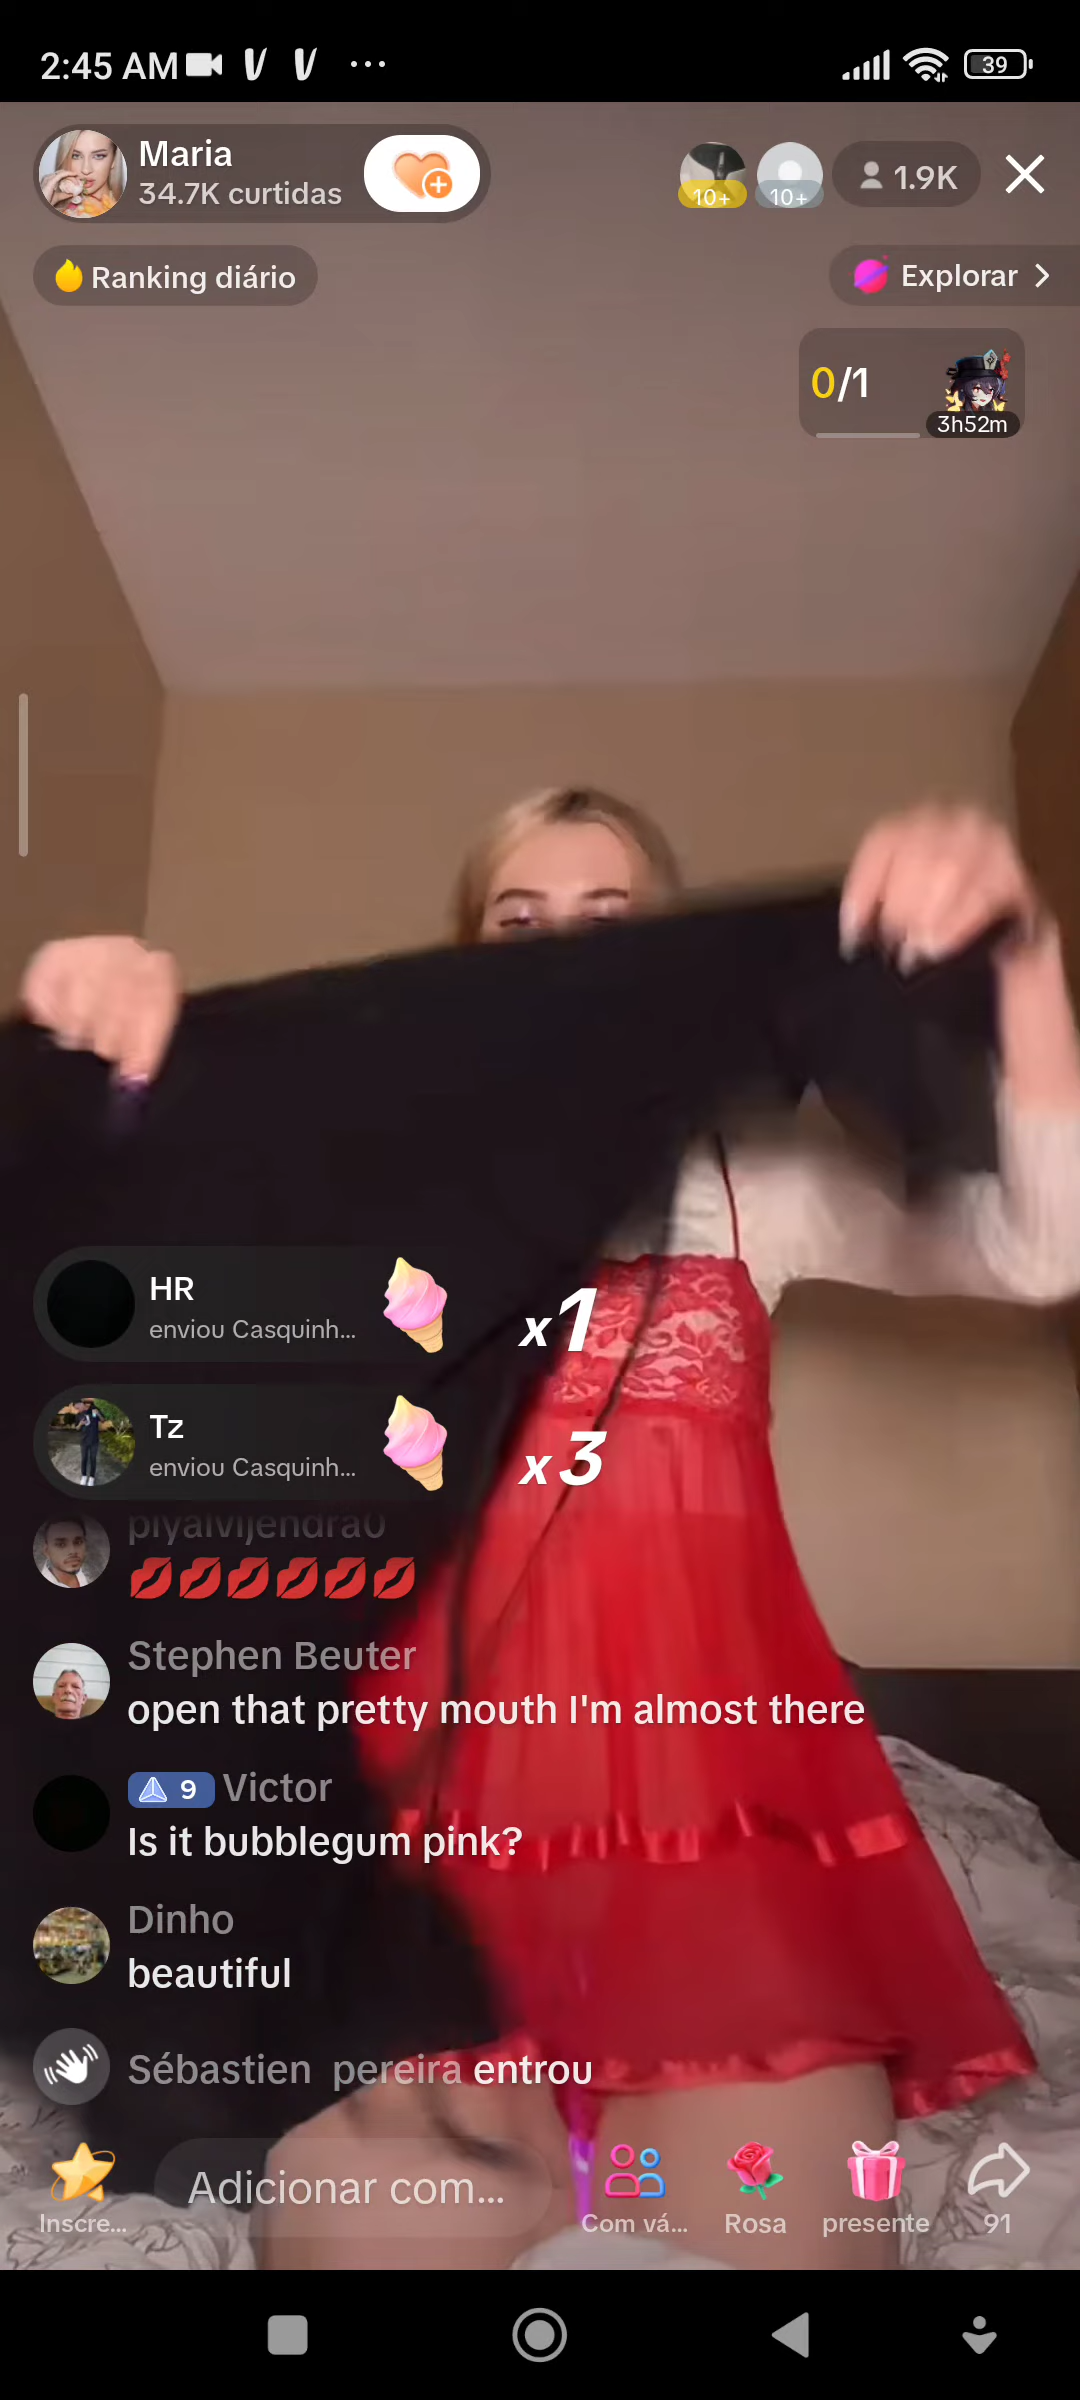 2:45 AM
39
Maria
34.7K curtidas
10+
10+
1.9K
Ranking diário
Explorar
0/1
3h52m
HR
enviou Casquinh...
x1
Tz
enviou Casquinh...
x3
piyalvijendra0
Stephen Beuter
open that pretty mouth I'm almost there
9 Victor
Is it bubblegum pink?
Dinho
beautiful
Sébastien pereira entrou
Inscre...
Adicionar com...
Com vá...
Rosa
presente
91